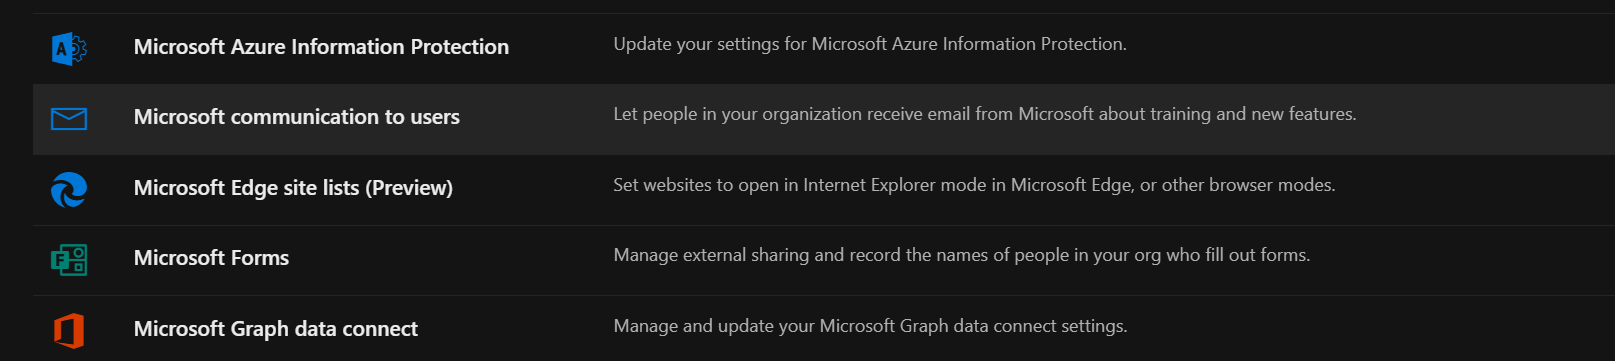 Microsoft Azure Information Protection
Update your settings for Microsoft Azure Information Protection.
Microsoft communication to users
Let people in your organization receive email from Microsoft about training and new features.
Microsoft Edge site lists (Preview)
Set websites to open in Internet Explorer mode in Microsoft Edge, or other browser modes.
Microsoft Forms
Manage external sharing and record the names of people in your org who fill out forms.
Microsoft Graph data connect
Manage and update your Microsoft Graph data connect settings.